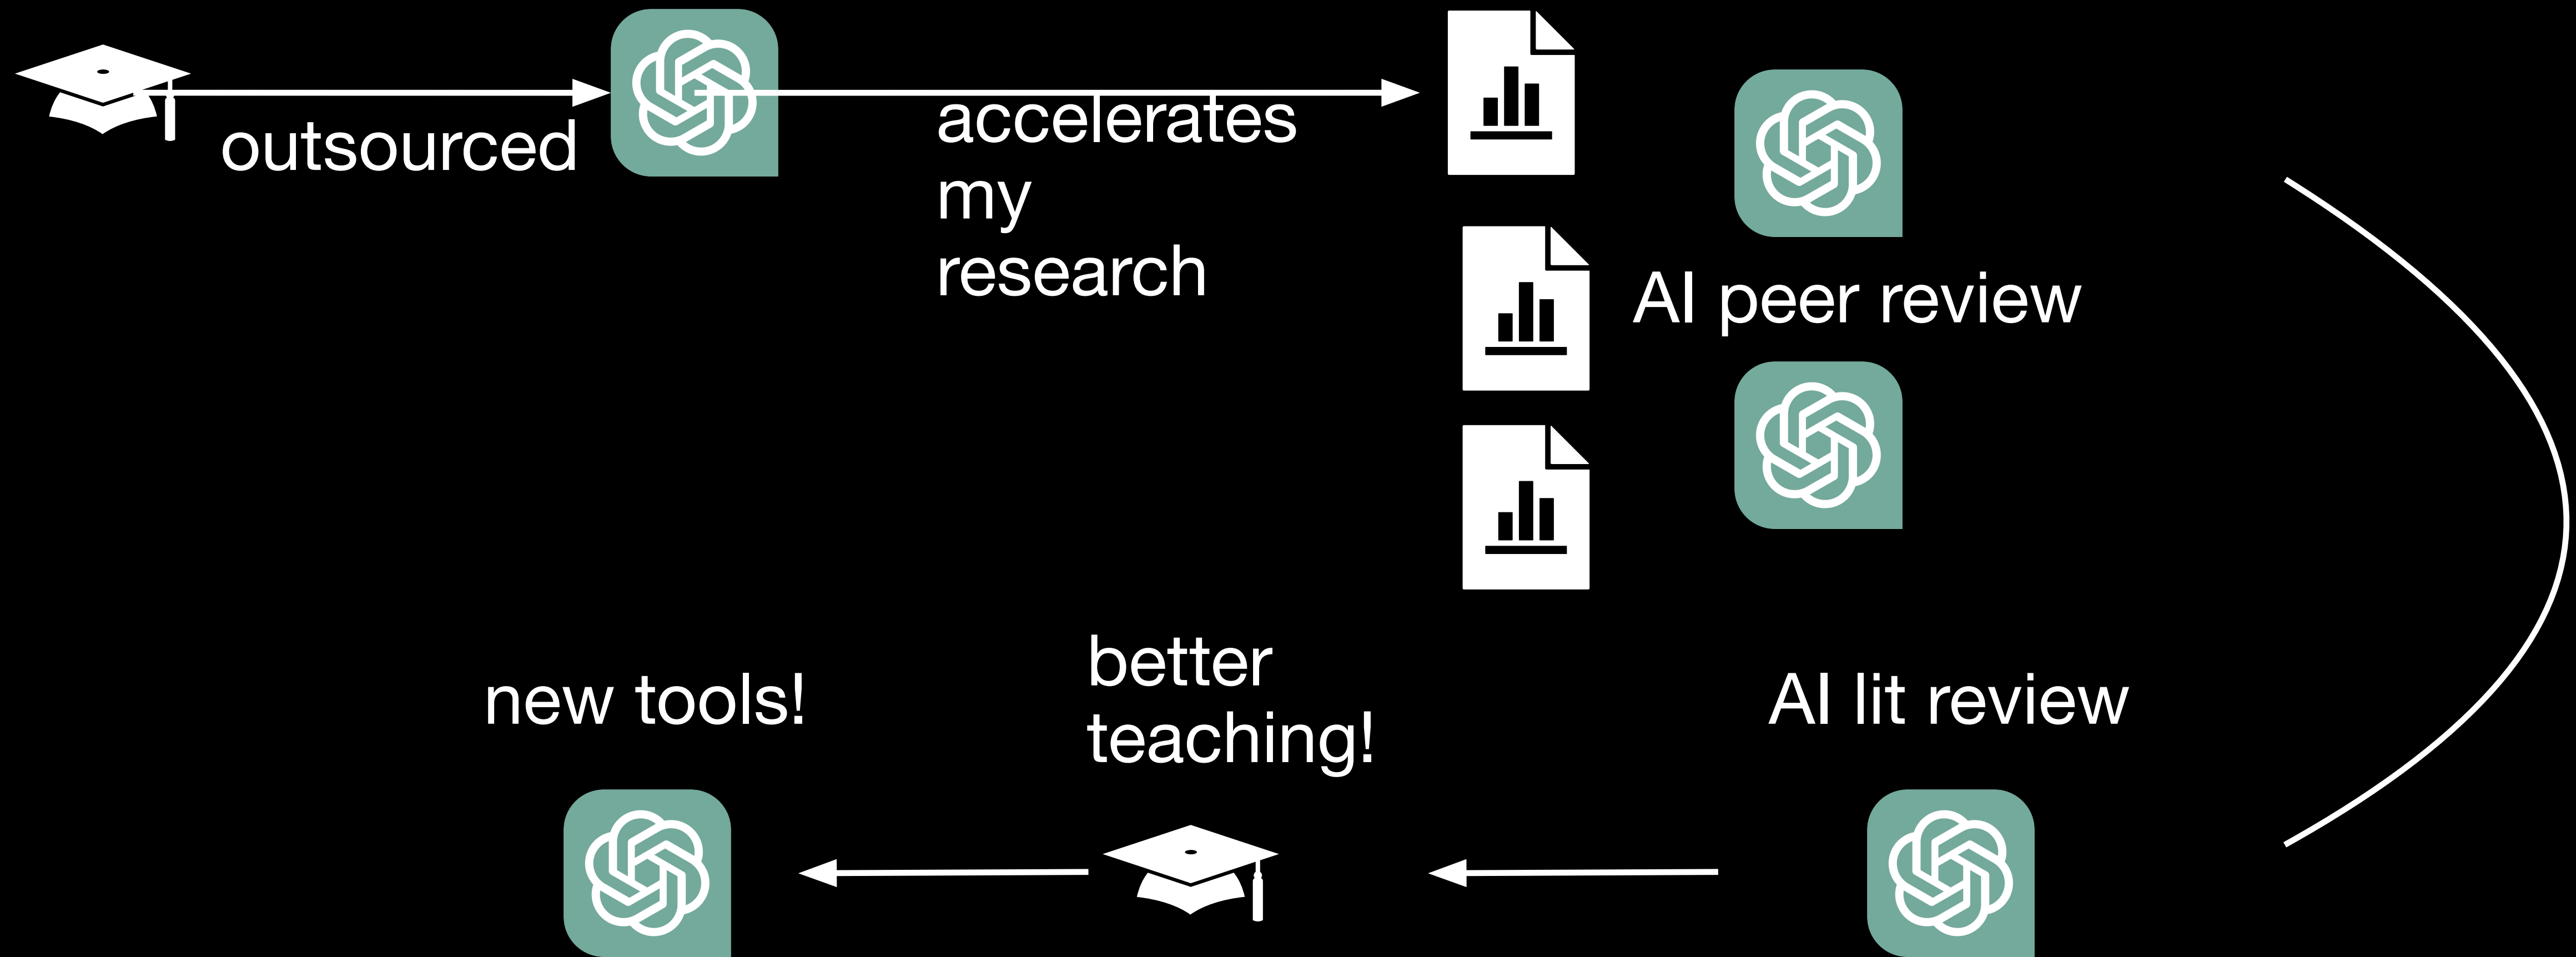 outsourced
accelerates
my
research
AI peer review
better
teaching!
new tools!
AI lit review